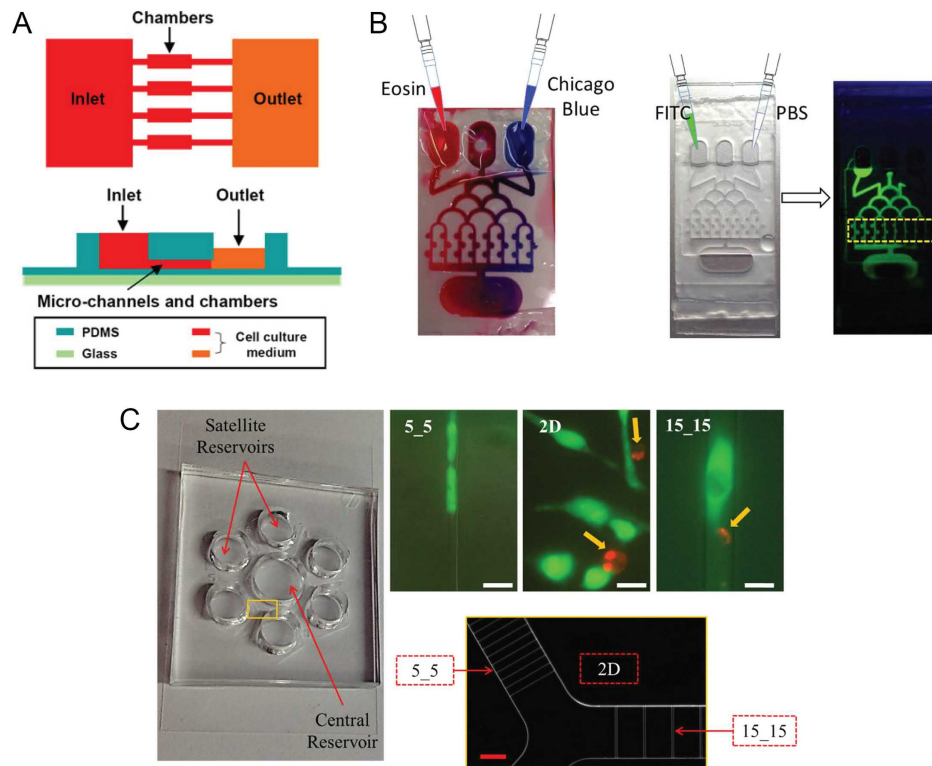 A
Chambers
Inlet
Outlet
Inlet
Outlet
Micro-channels and chambers
PDMS
Glass
Cell culture
medium
B
Eosin
Chicago
Blue
FITC
PBS
C
Satellite
Reservoirs
Central
Reservoir
5_5
2D
15_15
5_5
2D
15_15